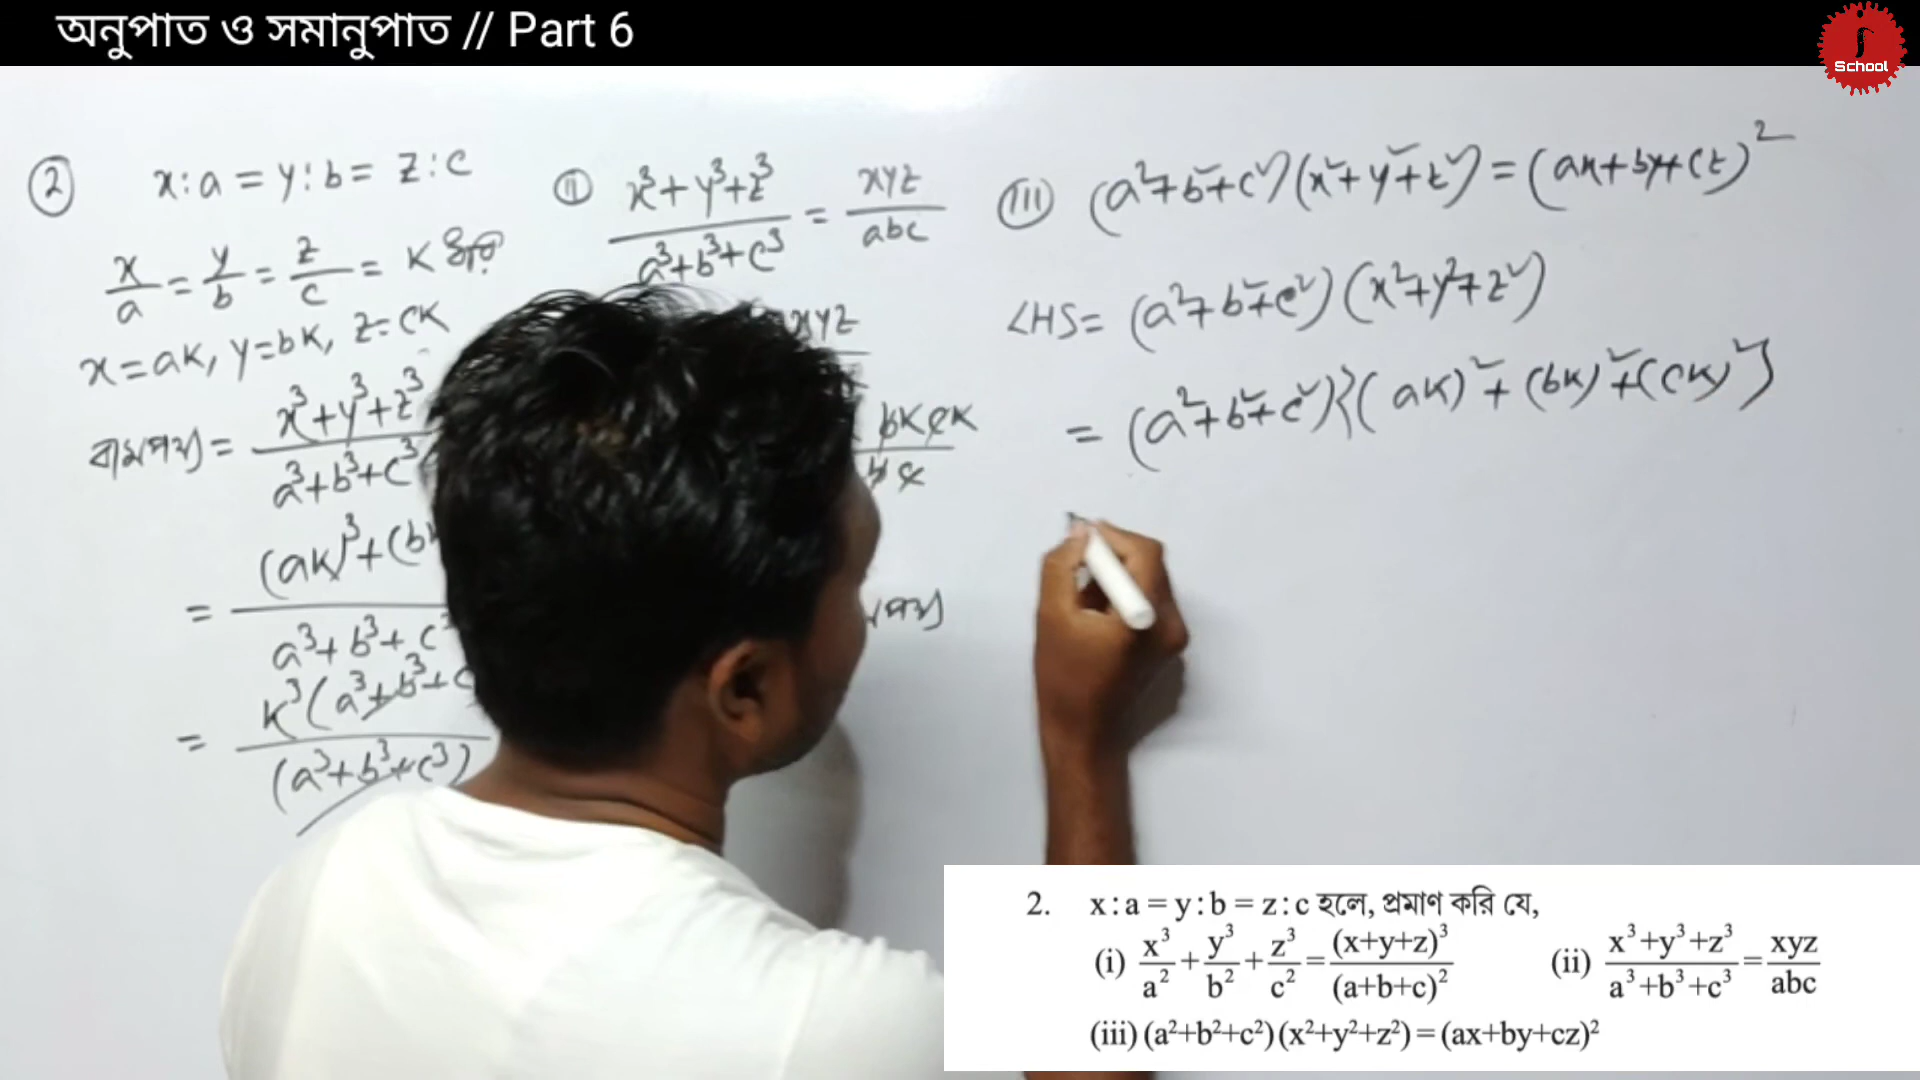 অনুপাত ও সমানুপাত // Part 6
School
② x:a = y:b = z:c
x/a = y/b = z/c = K ধরি
x=aK, y=bK, z=cK
বামপক্ষ = x³+y³+z³ / a³+b³+c³
= (aK)³+(b
a³+b³+c³
= K³(a³+b³+c
(a³+b³+c³)
ⓘⓘ x³+y³+z³ / a³+b³+c³ = xyz / abc
xyz
bKcK
bc
পক্ষ
(iii) (a²+b²+c²)(x²+y²+z²) = (ax+by+cz)²
LHS = (a²+b²+c²)(x²+y²+z²)
= (a²+b²+c²){(aK)²+(bK)²+(cK)²}
2. x:a = y:b = z:c হলে, প্রমাণ করি যে,
(i) x³/a² + y³/b² + z³/c² = (x+y+z)³/(a+b+c)² (ii) x³+y³+z³/a³+b³+c³ = xyz/abc
(iii) (a²+b²+c²)(x²+y²+z²) = (ax+by+cz)²